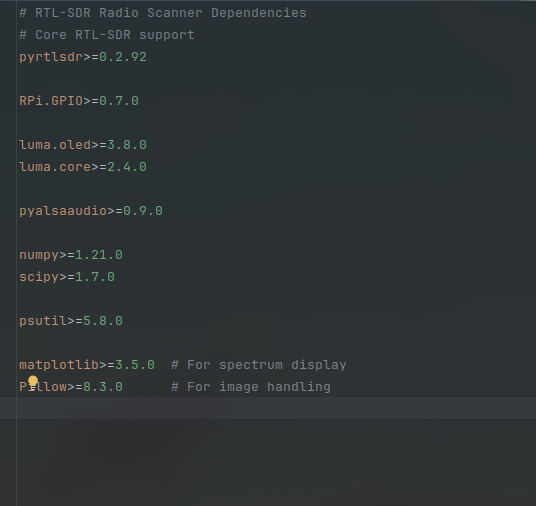 # RTL-SDR Radio Scanner Dependencies
# Core RTL-SDR support
pyrtlsdr>=0.2.92
RPi.GPIO>=0.7.0
luma.oled>=3.8.0
luma.core>=2.4.0
pyalsaaudio>=0.9.0
numpy>=1.21.0
scipy>=1.7.0
psutil>=5.8.0
matplotlib>=3.5.0  # For spectrum display
Pillow>=8.3.0      # For image handling